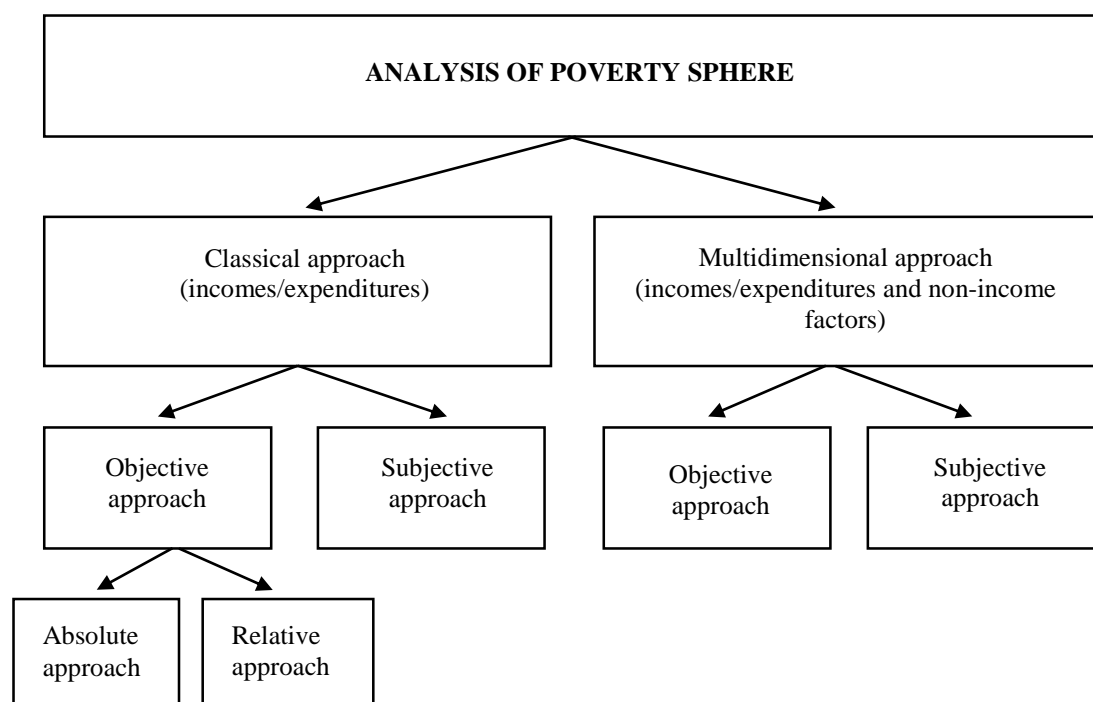 ANALYSIS OF POVERTY SPHERE
Classical approach
(incomes/expenditures)
Multidimensional approach
(incomes/expenditures and non-income
factors)
Objective
approach
Subjective
approach
Objective
approach
Subjective
approach
Absolute
approach
Relative
approach